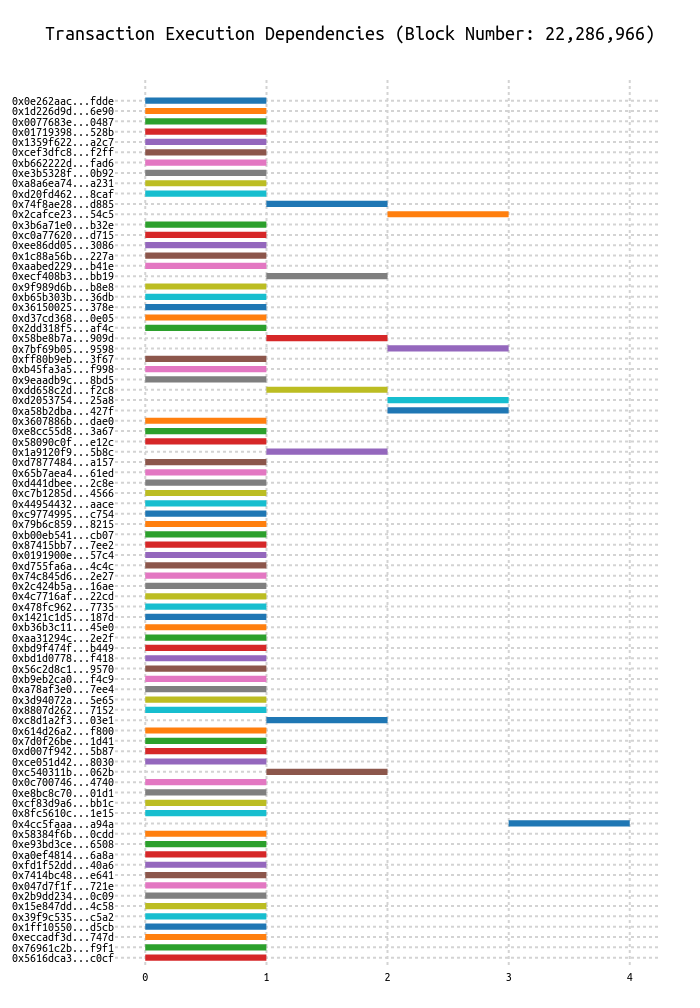 Transaction Execution Dependencies (Block Number: 22,286,966)
0x0e262aac...fdde
0x1d226d9d...6e90
0x0077683e...0487
0x01719398...528b
0x1359f622...a2c7
0xcef3dfc8...f2ff
0xb662222d...fad6
0xe3b5328f...0b92
0xa8a6ea74...a231
0xd20fd462...8caf
0x74f8ae28...d885
0x2cafce23...54c5
0x3b6a71e0...b32e
0xc0a77620...d715
0xee86dd05...3086
0x1c88a56b...227a
0xaabed229...b41e
0xecf408b3...bb19
0x9f989d6b...b8e8
0xb65b303b...36db
0x36150025...378e
0xd37cd368...0e05
0x2dd318f5...af4c
0x58be8b7a...909d
0x7bf69b05...9598
0xff80b9eb...3f67
0xb45fa3a5...f998
0x9eaadb9c...8bd5
0xdd658c2d...f2c8
0xd2053754...25a8
0xa58b2dba...427f
0x3607886b...dae0
0xe8cc55d8...3a67
0x58090c0f...e12c
0x1a9120f9...5b8c
0xd7877484...a157
0x65b7aea4...61ed
0xd441dbee...2c8e
0xc7b1285d...4566
0x44954432...aace
0xc9774995...c754
0x79b6c859...8215
0xb00eb541...cb07
0x87415bb7...7ee2
0x0191900e...57c4
0xd755fa6a...4c4c
0x74c845d6...2e27
0x2c424b5a...16ae
0x4c7716af...22cd
0x478fc962...7735
0x1421c1d5...187d
0xb36b3c11...45e0
0xaa31294c...2e2f
0xbd9f474f...b449
0xbd1d0778...f418
0x56c2d8c1...9570
0xb9eb2ca0...f4c9
0xa78af3e0...7ee4
0x3d94072a...5e65
0x8807d262...7152
0xc8d1a2f3...03e1
0x614d26a2...f800
0x7d0f26be...1d41
0xd007f942...5b87
0xce051d42...8030
0xc540311b...062b
0x0c700746...4740
0xe8bc8c70...01d1
0xcf83d9a6...bb1c
0x8fc5610c...1e15
0x4cc5faaa...a94a
0x58384f6b...0cdd
0xe93bd3ce...6508
0xa0ef4814...6a8a
0xfd1f52dd...40a6
0x7414bc48...e641
0x047d7f1f...721e
0x2b9dd234...0c09
0x15e847dd...4c58
0x39f9c535...c5a2
0x1ff10550...d5cb
0xeccadf3d...747d
0x76961c2b...f9f1
0x5616dca3...c0cf
0 1 2 3 4